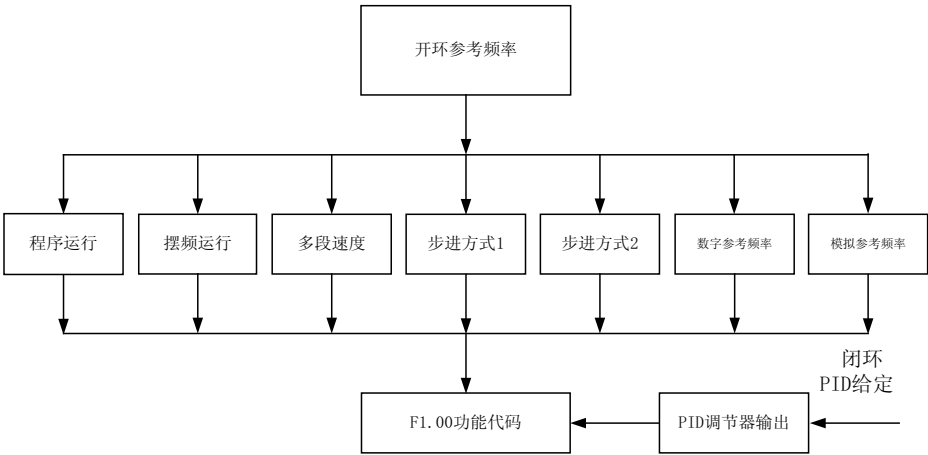 开环参考频率
程序运行
摆频运行
多段速度
步进方式1
步进方式2
数字参考频率
模拟参考频率
闭环
PID给定
F1.00功能代码
PID调节器输出